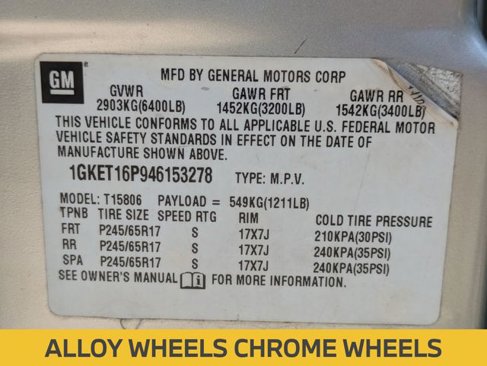 GM
MFD BY GENERAL MOTORS CORP
GVWR GAWR FRT GAWR RR
2903KG(6400LB) 1452KG(3200LB) 1542KG(3400LB)
THIS VEHICLE CONFORMS TO ALL APPLICABLE U.S. FEDERAL MOTOR
VEHICLE SAFETY STANDARDS IN EFFECT ON THE DATE OF
MANUFACTURE SHOWN ABOVE.
1GKET16P946153278 TYPE: M.P.V.
MODEL: T15806 PAYLOAD = 549KG(1211LB)
TPNB TIRE SIZE SPEED RTG RIM COLD TIRE PRESSURE
FRT P245/65R17 S 17X7J 210KPA(30PSI)
RR P245/65R17 S 17X7J 240KPA(35PSI)
SPA P245/65R17 S 17X7J 240KPA(35PSI)
SEE OWNER'S MANUAL FOR MORE INFORMATION.
ALLOY WHEELS CHROME WHEELS